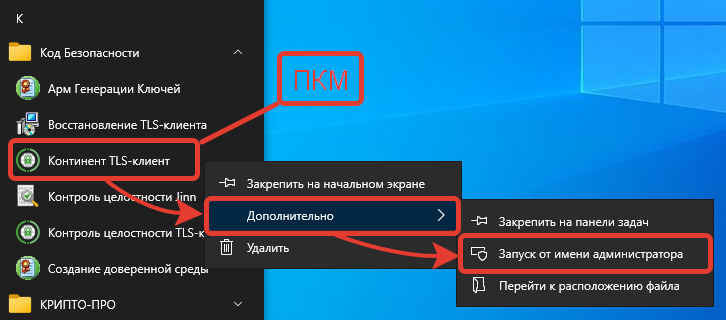 К
Код Безопасности
ПКМ
Арм Генерации Ключей
Восстановление TLS-клиента
Континент TLS-клиент
Закрепить на начальном экране
Контроль целостности Jinn
Дополнительно
Закрепить на панели задач
Контроль целостности TLS-к
Удалить
Запуск от имени администратора
Создание доверенной среды
Перейти к расположению файла
КРИПТО-ПРО